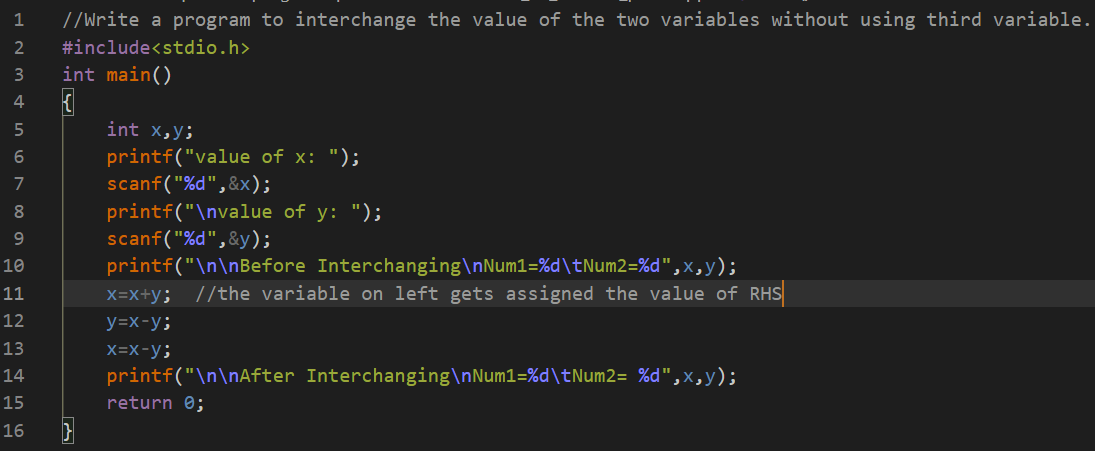 1 //Write a program to interchange the value of the two variables without using third variable.
2 #include<stdio.h>
3 int main()
4 {
5     int x,y;
6     printf("value of x: ");
7     scanf("%d",&x);
8     printf("\nvalue of y: ");
9     scanf("%d",&y);
10     printf("\n\nBefore Interchanging\nNum1=%d\tNum2=%d",x,y);
11     x=x+y;  //the variable on left gets assigned the value of RHS
12     y=x-y;
13     x=x-y;
14     printf("\n\nAfter Interchanging\nNum1=%d\tNum2= %d",x,y);
15     return 0;
16 }